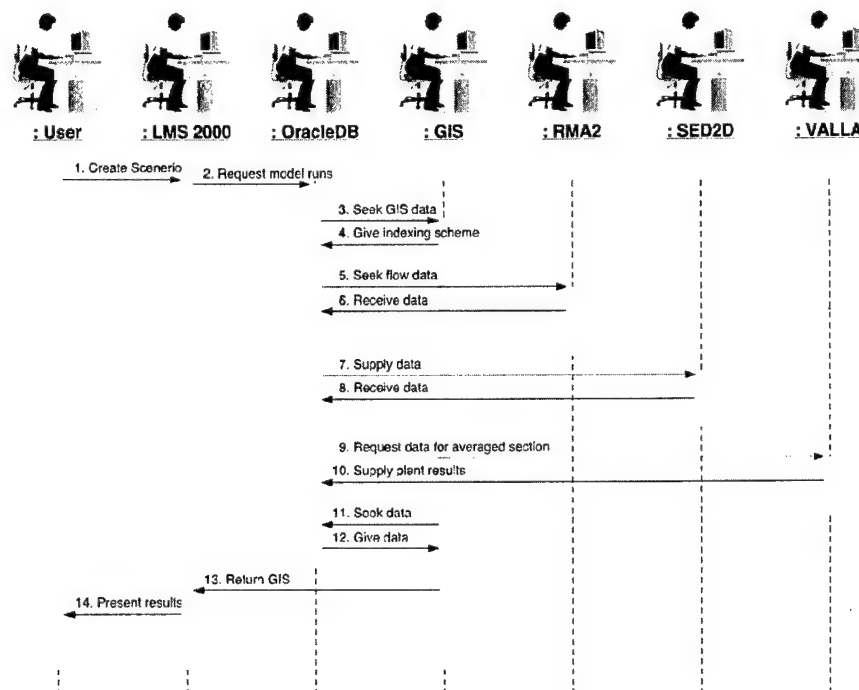 : User : LMS 2000 : OracleDB : GIS : RMA2 : SED2D : VALLA
1. Create Scenerio
2. Request model runs
3. Seek GIS data
4. Give indexing scheme
5. Seek flow data
6. Receive data
7. Supply data
8. Receive data
9. Request data for averaged section
10. Supply plant results
11. Seek data
12. Give data
13. Return GIS
14. Present results